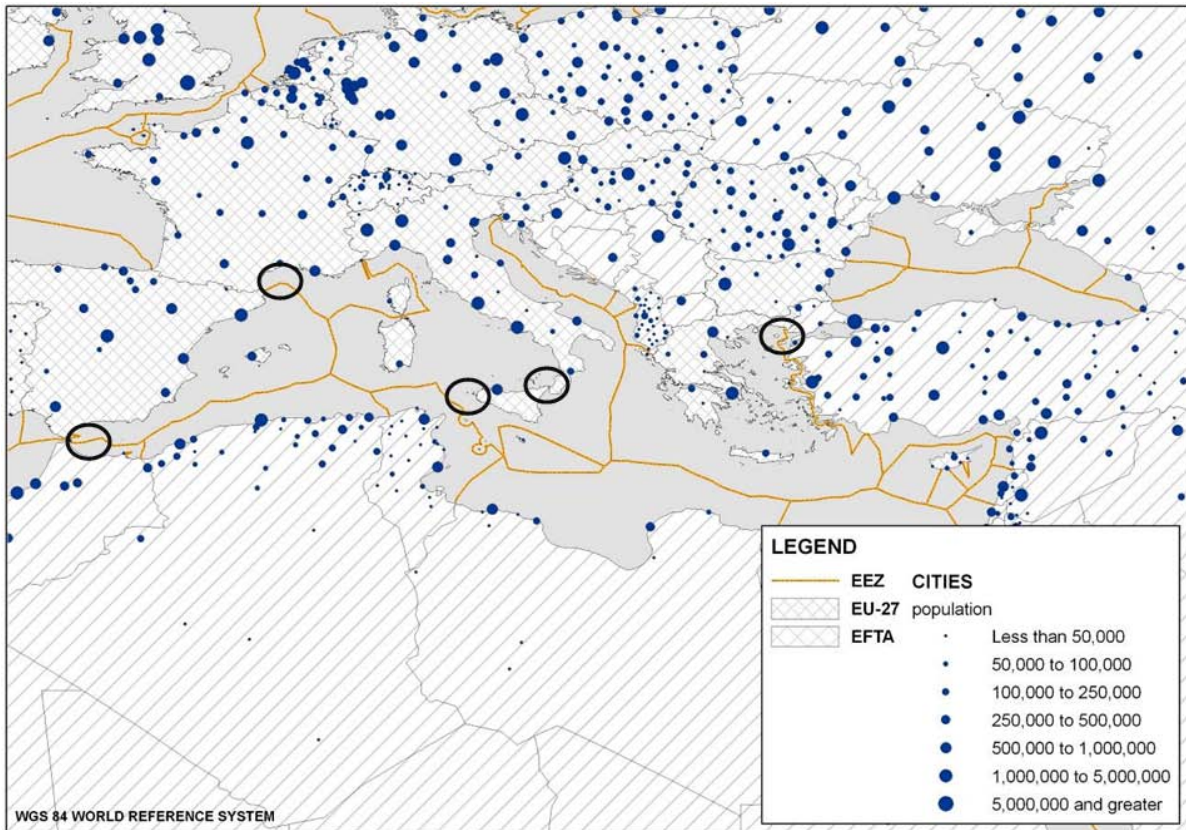 LEGEND
EEZ CITIES
EU-27 population
EFTA
Less than 50,000
50,000 to 100,000
100,000 to 250,000
250,000 to 500,000
500,000 to 1,000,000
1,000,000 to 5,000,000
5,000,000 and greater
WGS 84 WORLD REFERENCE SYSTEM